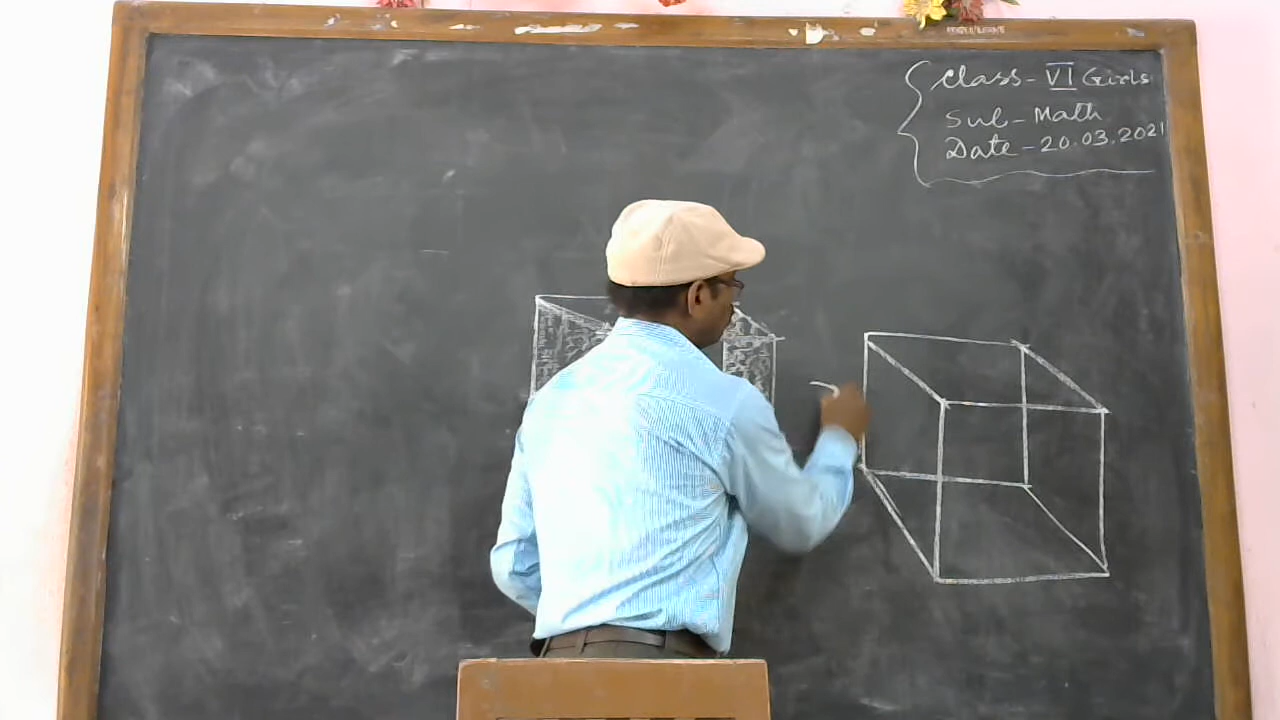 Class - VI Girls
Sub - Math
Date - 20.03.2021